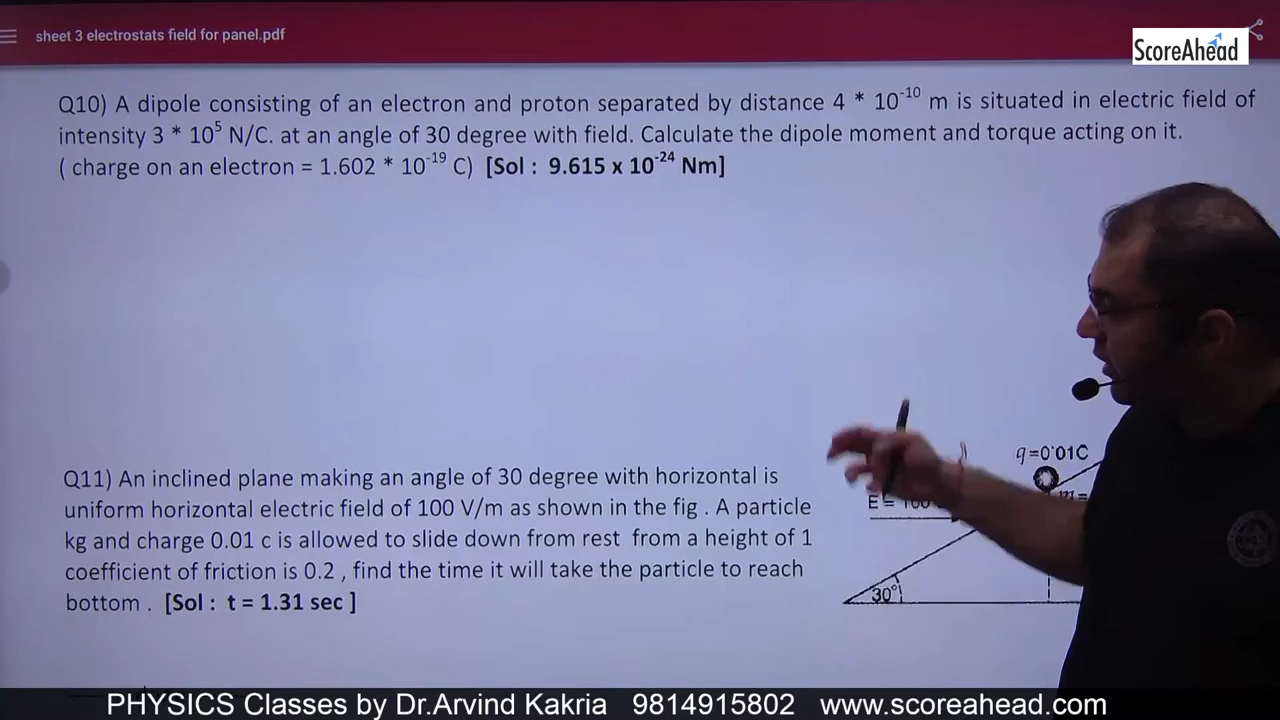 sheet 3 electrostats field for panel.pdf
ScoreAhead
Q10) A dipole consisting of an electron and proton separated by distance 4 * 10⁻¹⁰ m is situated in electric field of
intensity 3 * 10⁵ N/C. at an angle of 30 degree with field. Calculate the dipole moment and torque acting on it.
( charge on an electron = 1.602 * 10⁻¹⁹ C) [Sol : 9.615 x 10⁻²⁴ Nm]
q=0.01C
m=
E = 100
Q11) An inclined plane making an angle of 30 degree with horizontal is
uniform horizontal electric field of 100 V/m as shown in the fig . A particle
kg and charge 0.01 c is allowed to slide down from rest from a height of 1
coefficient of friction is 0.2 , find the time it will take the particle to reach
bottom . [Sol : t = 1.31 sec ]
30°
PHYSICS Classes by Dr.Arvind Kakria 9814915802 www.scoreahead.com